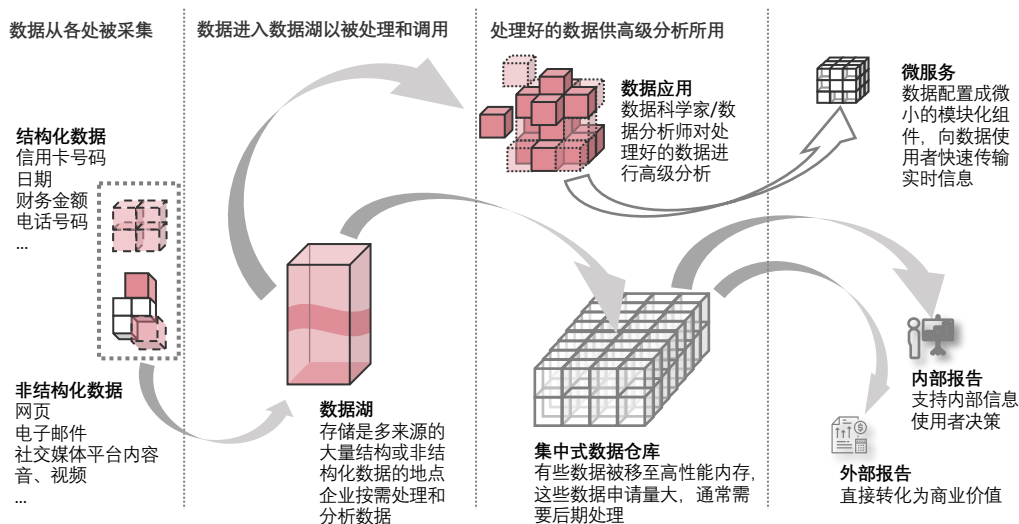 数据从各处被采集
数据进入数据湖以被处理和调用
处理好的数据供高级分析所用
结构化数据
信用卡号码
日期
财务金额
电话号码
...
非结构化数据
网页
电子邮件
社交媒体平台内容
音、视频
...
数据湖
存储是多来源的
大量结构或非结
构化数据的地点
企业按需处理和
分析数据
数据应用
数据科学家/数
据分析师对处
理好的数据进
行高级分析
集中式数据仓库
有些数据被移至高性能内存，
这些数据申请量大，通常需
要后期处理
微服务
数据配置成微
小的模块化组
件，向数据使
用者快速传输
实时信息
内部报告
支持内部信息
使用者决策
外部报告
直接转化为商业价值